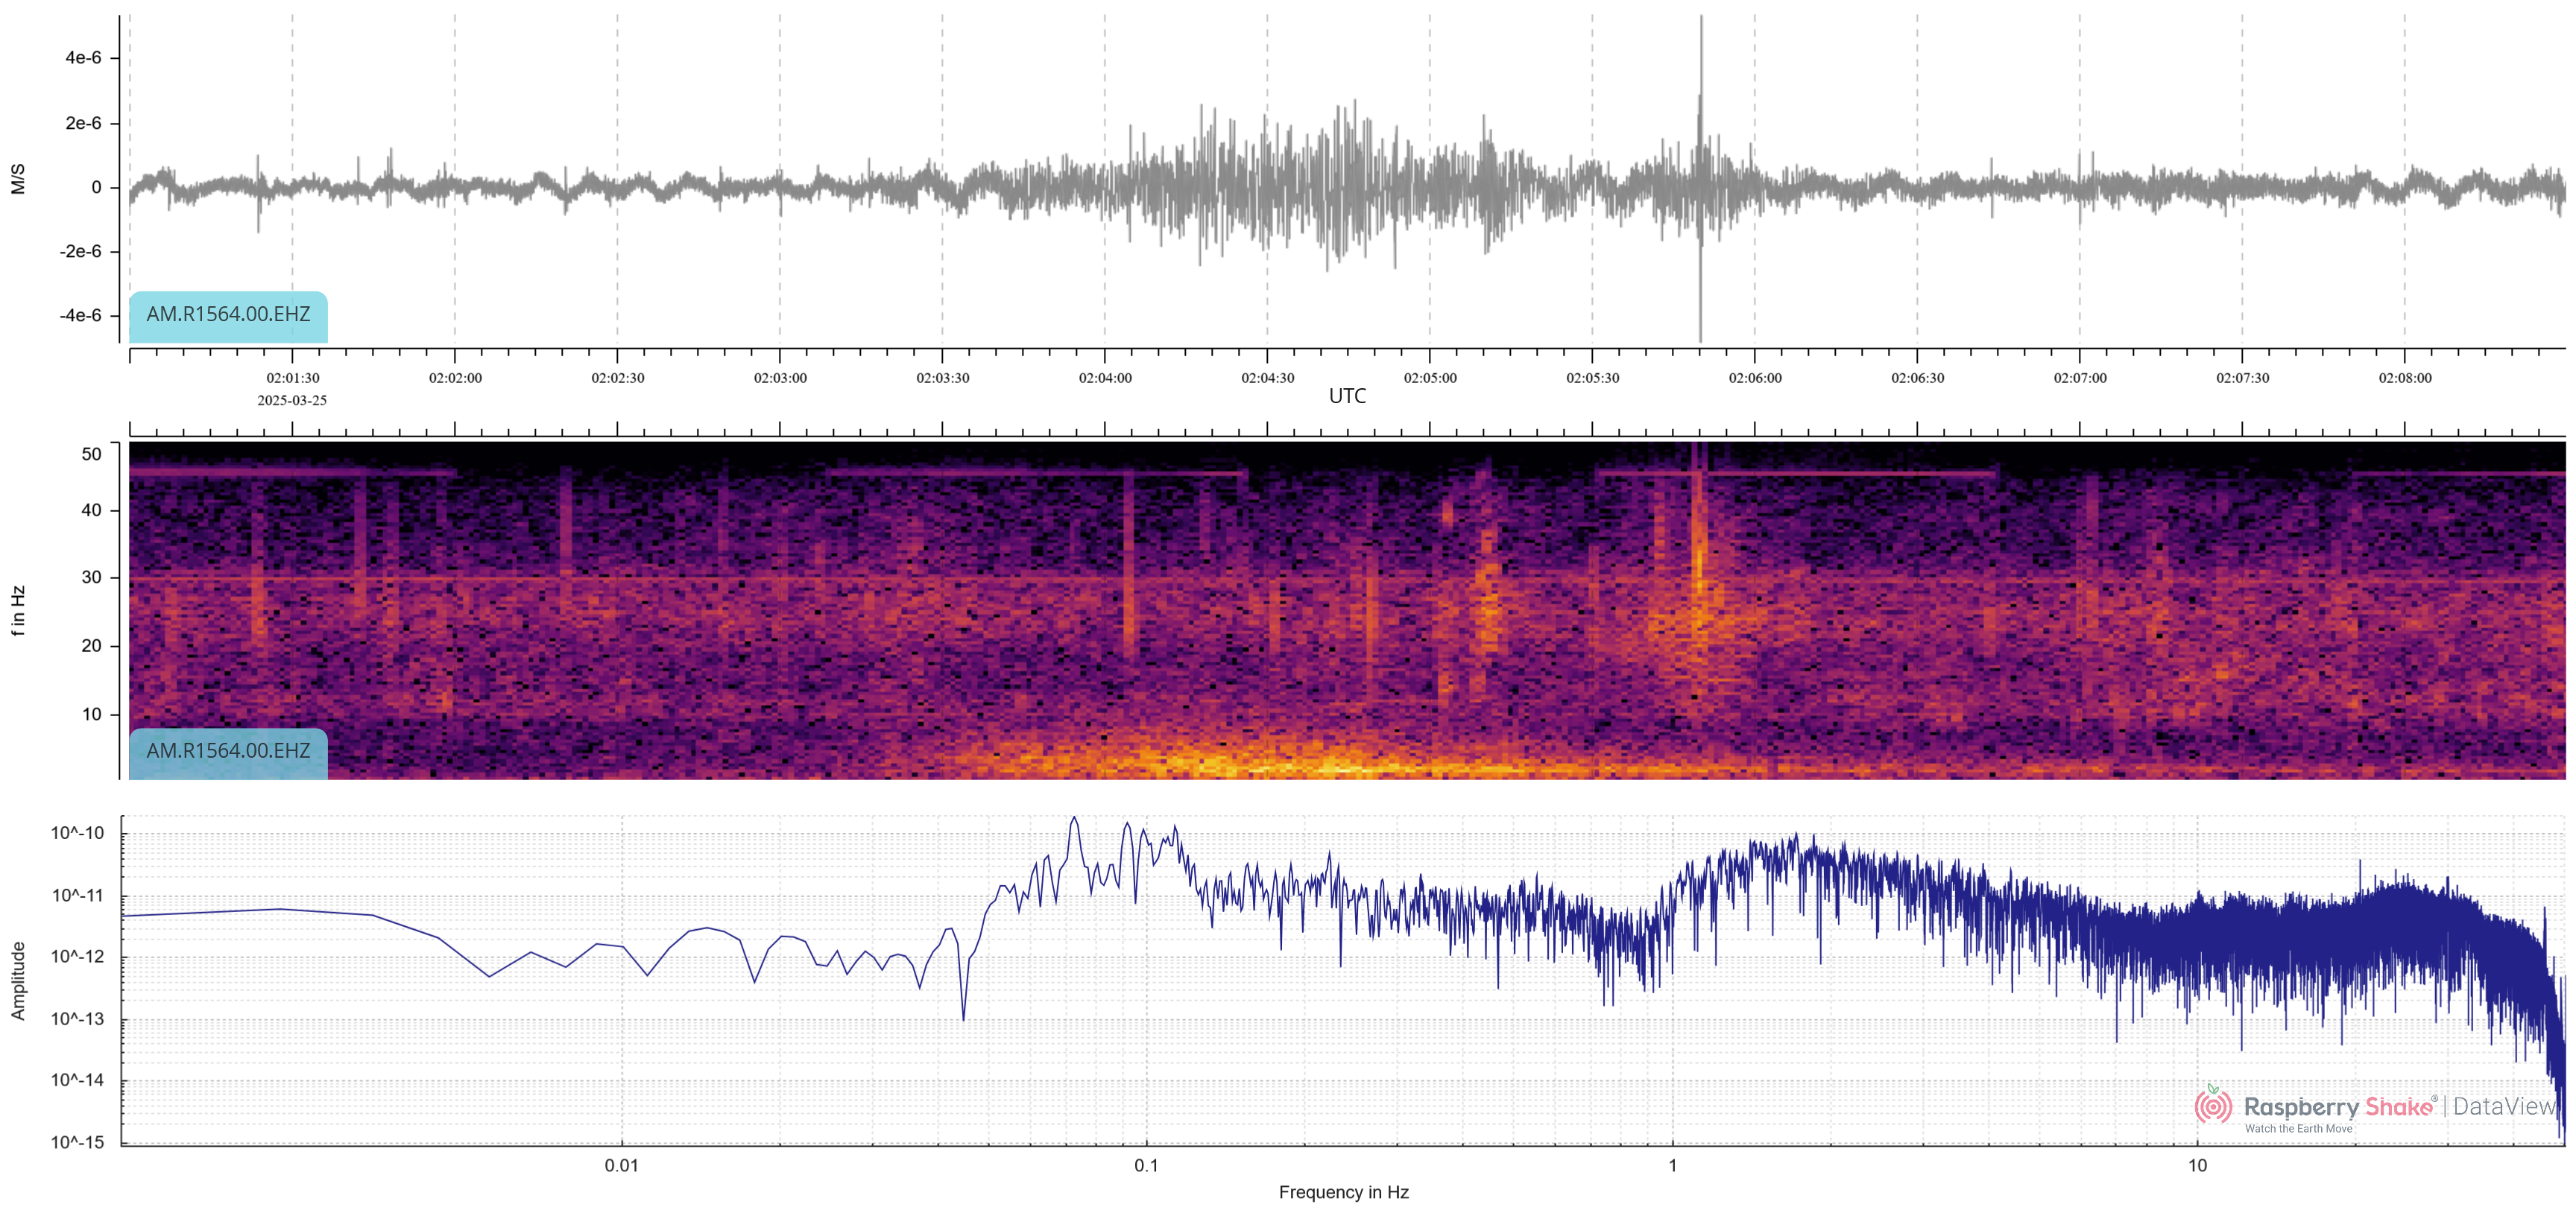 4e-6
2e-6
0
-2e-6
-4e-6
M/S
AM.R1564.00.EHZ
02:01:30 02:02:00 02:02:30 02:03:00 02:03:30 02:04:00 02:04:30 02:05:00 02:05:30 02:06:00 02:06:30 02:07:00 02:07:30 02:08:00
2025-03-25
UTC
50
40
30
20
10
f in Hz
AM.R1564.00.EHZ
10^-10
10^-11
10^-12
10^-13
10^-14
10^-15
Amplitude
Raspberry Shake® | DataView
Watch the Earth Move
0.01 0.1 1 10
Frequency in Hz